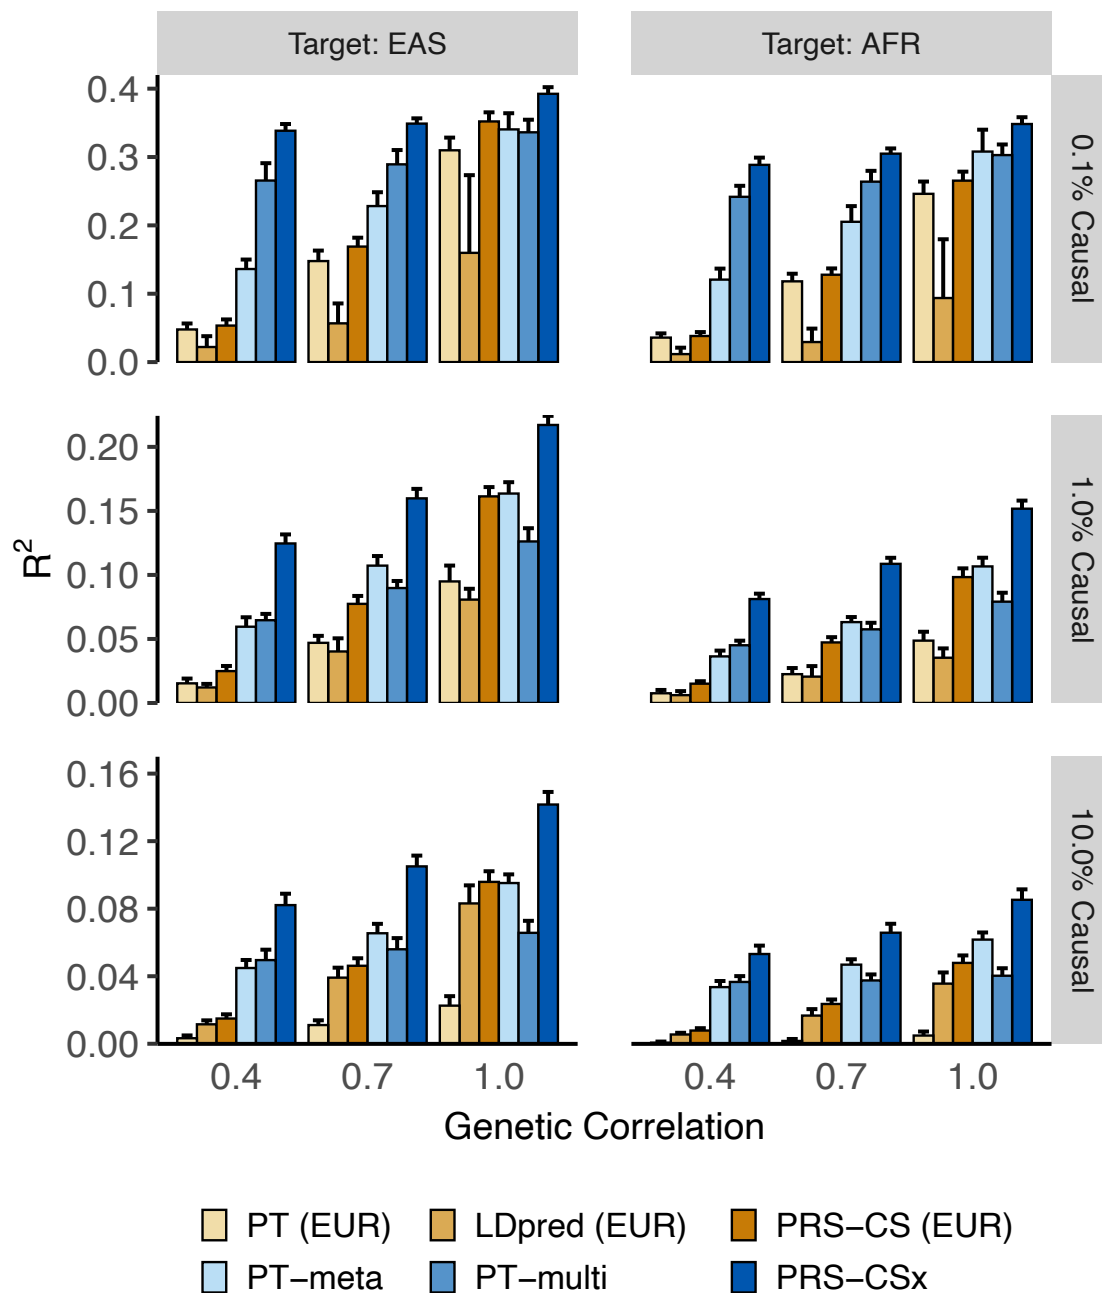 Target: EAS
Target: AFR
0.4
0.3
0.2
0.1
0.0
0.1% Causal
0.20
0.15
0.10
0.05
0.00
1.0% Causal
R²
0.16
0.12
0.08
0.04
0.00
10.0% Causal
0.4 0.7 1.0
0.4 0.7 1.0
Genetic Correlation
PT (EUR) LDpred (EUR) PRS−CS (EUR)
PT−meta PT−multi PRS−CSx